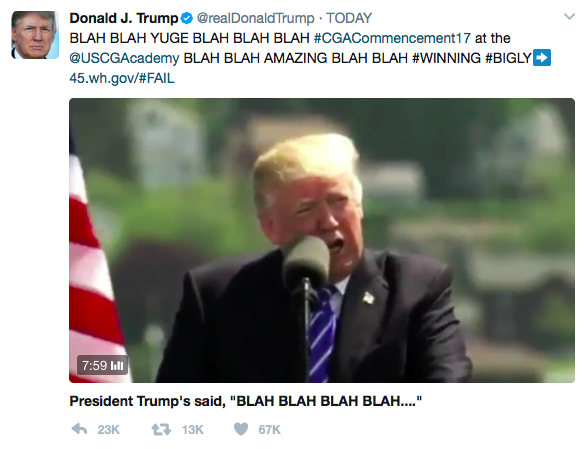 Donald J. Trump @realDonaldTrump · TODAY
BLAH BLAH YUGE BLAH BLAH BLAH #CGACommencement17 at the
@USCGAcademy BLAH BLAH AMAZING BLAH BLAH #WINNING #BIGLY
45.wh.gov/#FAIL
7:59
President Trump's said, "BLAH BLAH BLAH BLAH...."
23K 13K 67K